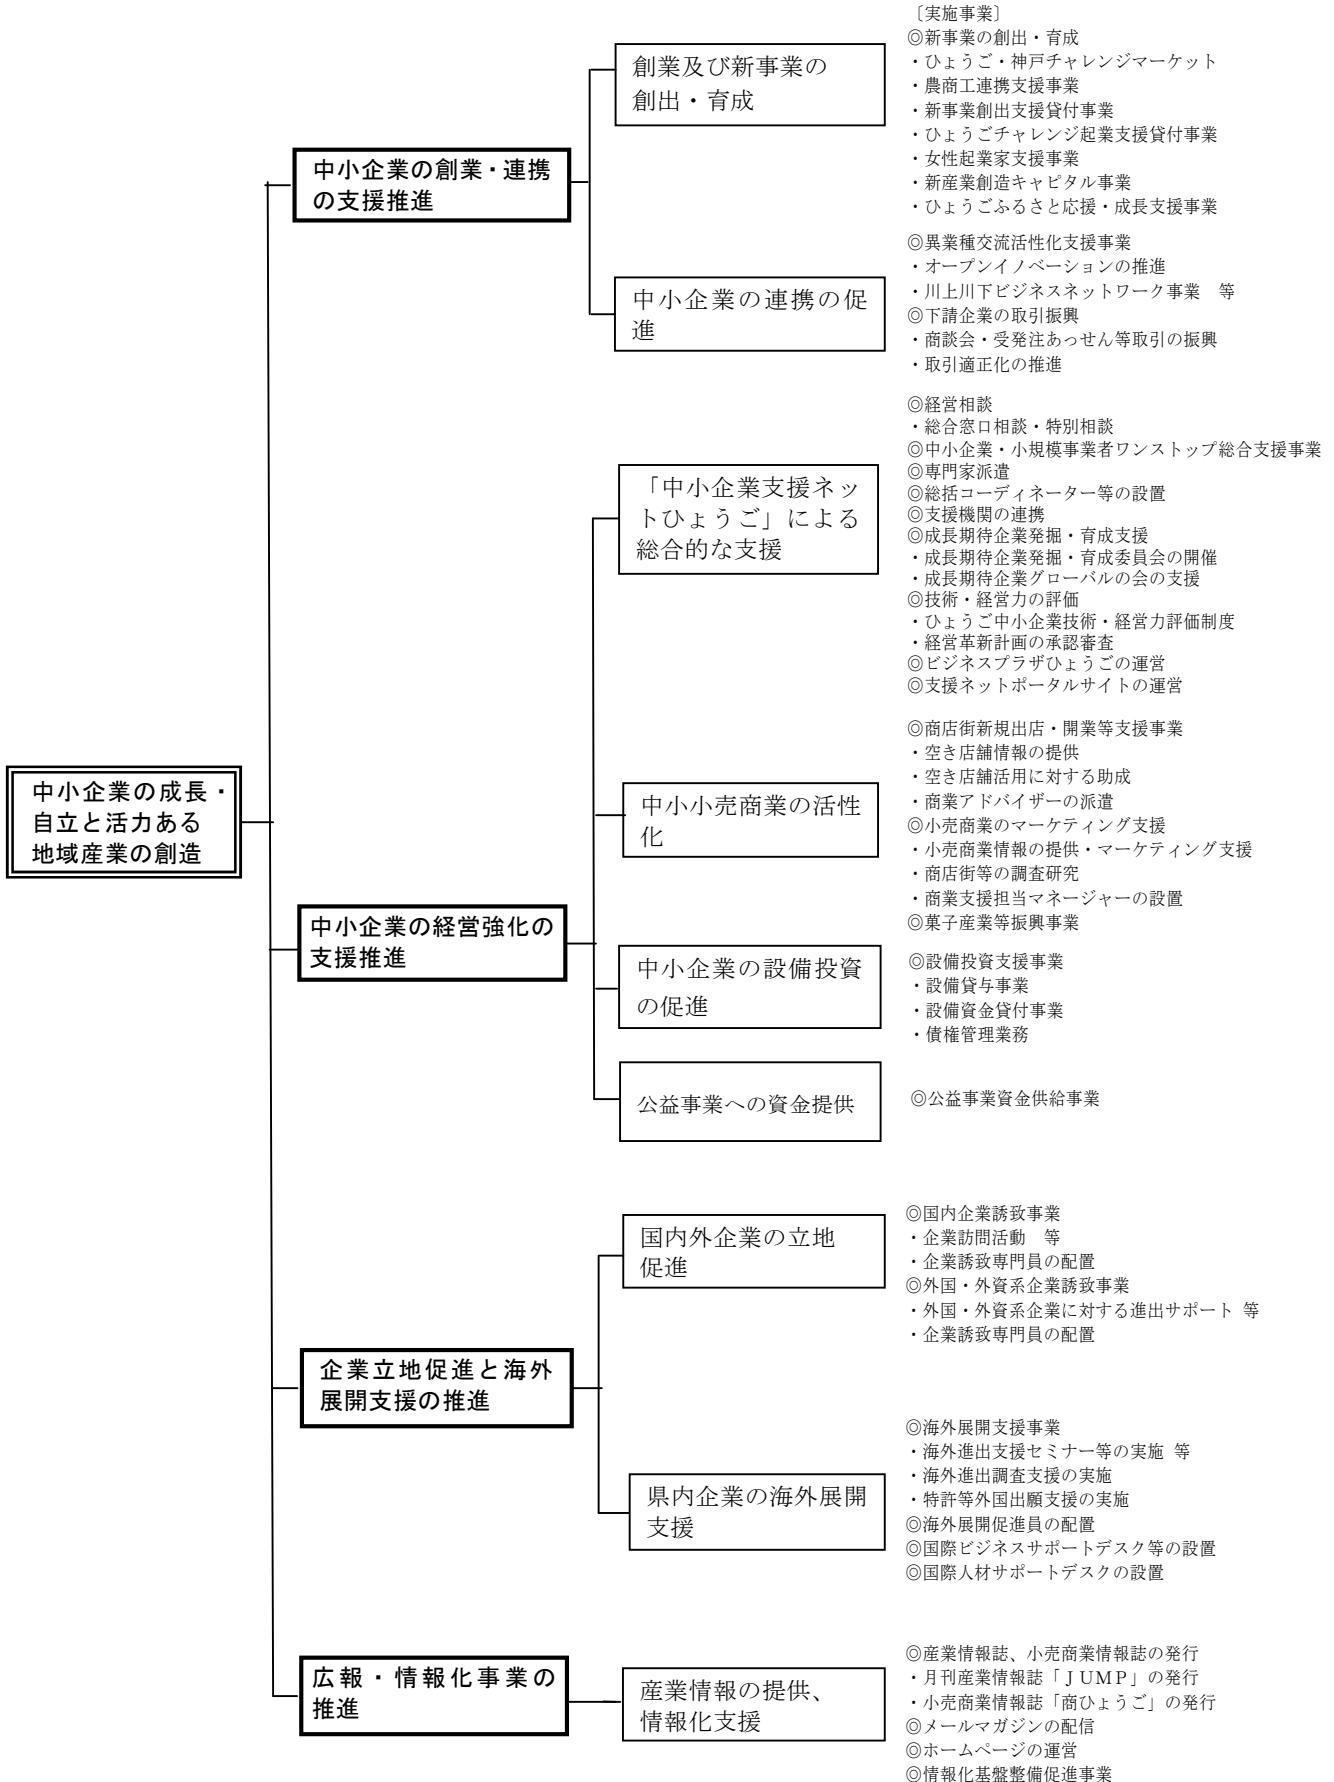 〔実施事業〕
創業及び新事業の
創出・育成
◎新事業の創出・育成
・ひょうご・神戸チャレンジマーケット
・農商工連携支援事業
・新事業創出支援貸付事業
・ひょうごチャレンジ起業支援貸付事業
・女性起業家支援事業
・新産業創造キャピタル事業
・ひょうごふるさと応援・成長支援事業
中小企業の創業・連携
の支援推進
中小企業の連携の促
進
◎異業種交流活性化支援事業
・オープンイノベーションの推進
・川上川下ビジネスネットワーク事業　等
◎下請企業の取引振興
・商談会・受発注あっせん等取引の振興
・取引適正化の推進
「中小企業支援ネッ
トひょうご」による
総合的な支援
◎経営相談
・総合窓口相談・特別相談
◎中小企業・小規模事業者ワンストップ総合支援事業
◎専門家派遣
◎総括コーディネーター等の設置
◎支援機関の連携
◎成長期待企業発掘・育成支援
・成長期待企業発掘・育成委員会の開催
・成長期待企業グローバルの会の支援
◎技術・経営力の評価
・ひょうご中小企業技術・経営力評価制度
・経営革新計画の承認審査
◎ビジネスプラザひょうごの運営
◎支援ネットポータルサイトの運営
中小企業の成長・
自立と活力ある
地域産業の創造
中小小売商業の活性
化
◎商店街新規出店・開業等支援事業
・空き店舗情報の提供
・空き店舗活用に対する助成
・商業アドバイザーの派遣
◎小売商業のマーケティング支援
・小売商業情報の提供・マーケティング支援
・商店街等の調査研究
・商業支援担当マネージャーの設置
◎菓子産業等振興事業
中小企業の経営強化の
支援推進
中小企業の設備投資
の促進
◎設備投資支援事業
・設備貸与事業
・設備資金貸付事業
・債権管理業務
公益事業への資金提供
◎公益事業資金供給事業
国内外企業の立地
促進
◎国内企業誘致事業
・企業訪問活動　等
・企業誘致専門員の配置
◎外国・外資系企業誘致事業
・外国・外資系企業に対する進出サポート 等
・企業誘致専門員の配置
企業立地促進と海外
展開支援の推進
県内企業の海外展開
支援
◎海外展開支援事業
・海外進出支援セミナー等の実施 等
・海外進出調査支援の実施
・特許等外国出願支援の実施
◎海外展開促進員の配置
◎国際ビジネスサポートデスク等の設置
◎国際人材サポートデスクの設置
広報・情報化事業の
推進
産業情報の提供、
情報化支援
◎産業情報誌、小売商業情報誌の発行
・月刊産業情報誌「ＪＵＭＰ」の発行
・小売商業情報誌「商ひょうご」の発行
◎メールマガジンの配信
◎ホームページの運営
◎情報化基盤整備促進事業